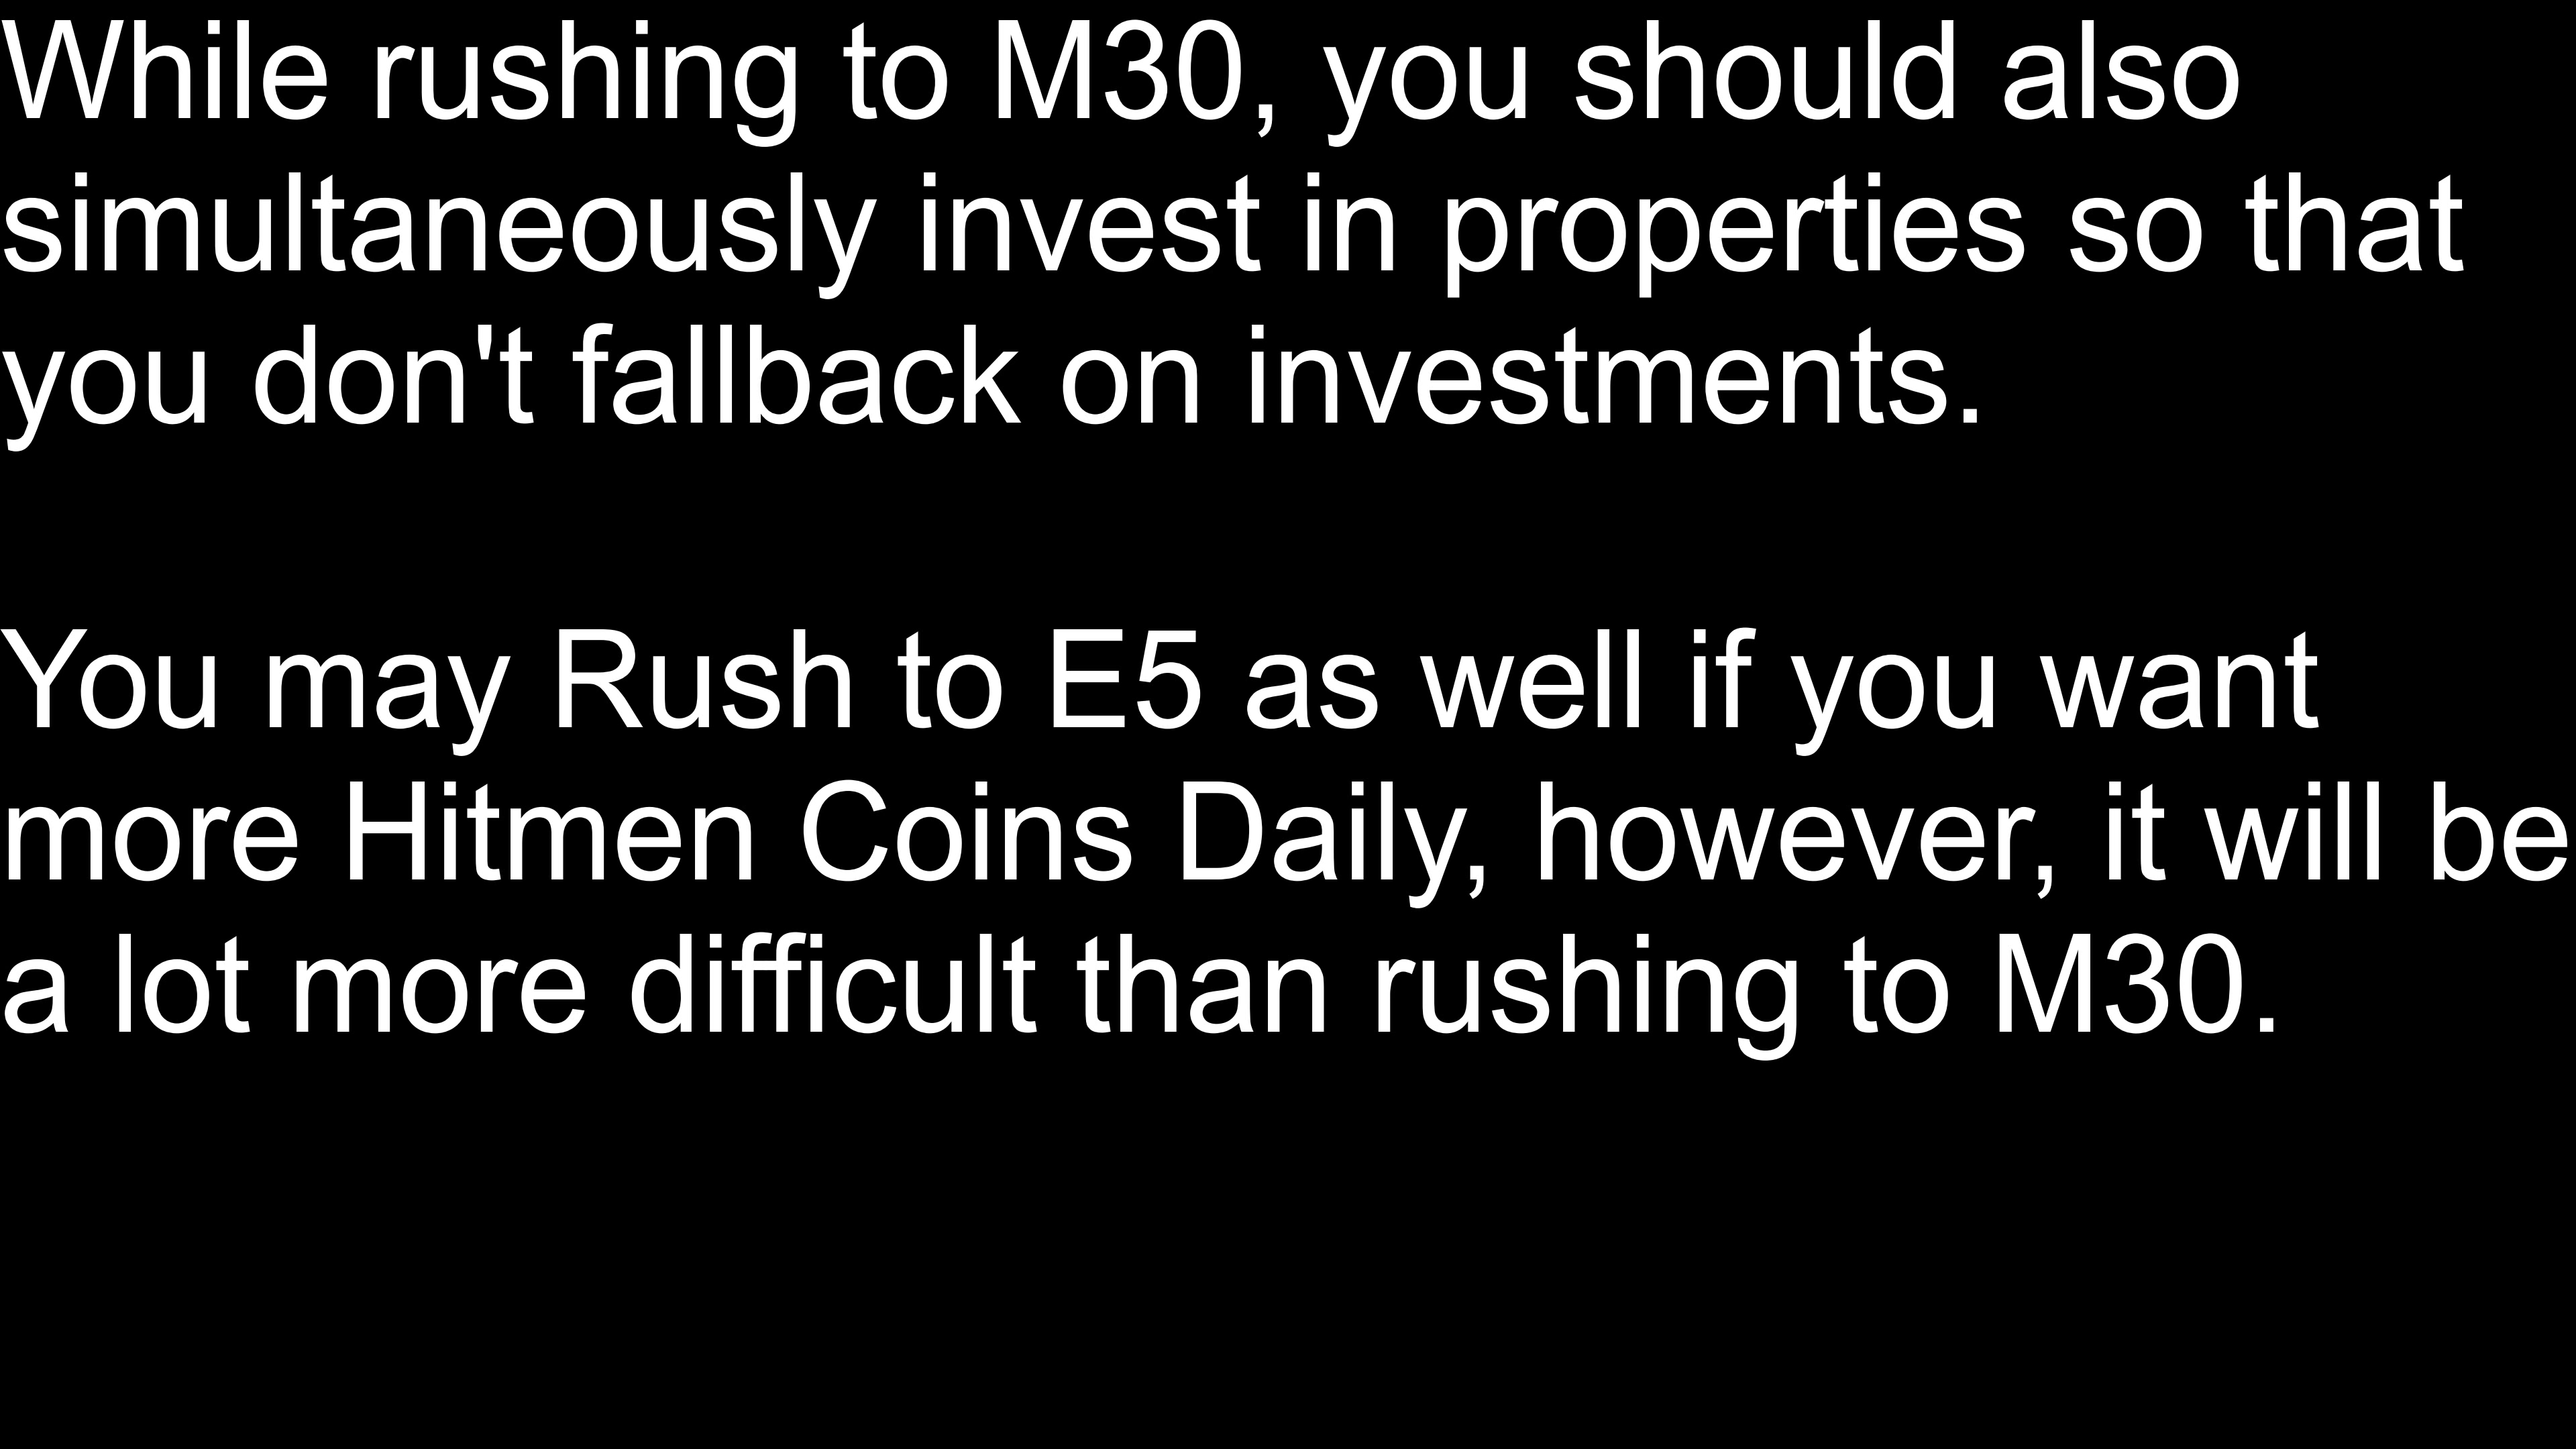 While rushing to M30, you should also
simultaneously invest in properties so that
you don't fallback on investments.
You may Rush to E5 as well if you want
more Hitmen Coins Daily, however, it will be
a lot more difficult than rushing to M30.